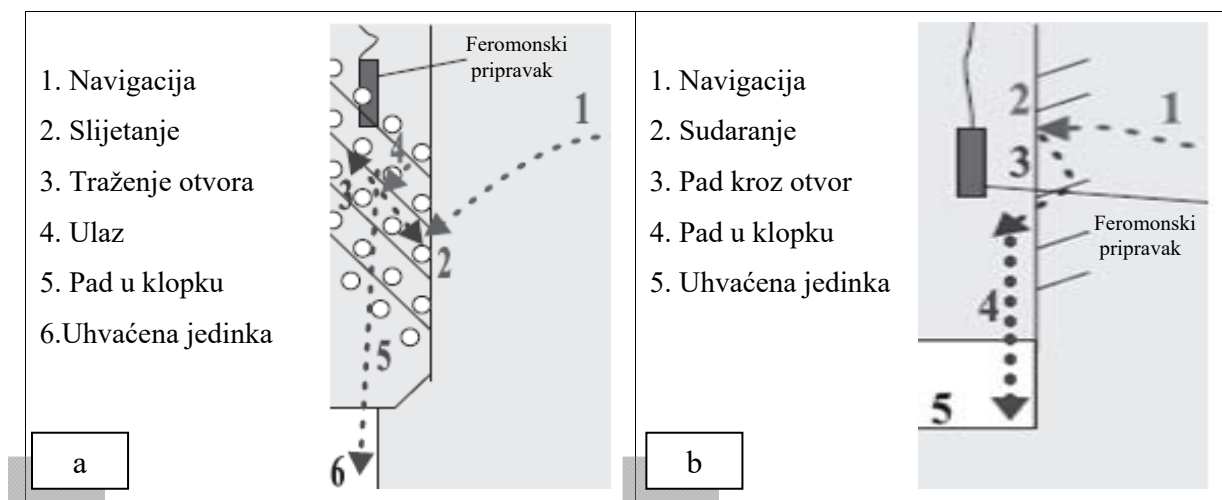 1. Navigacija
2. Slijetanje
3. Traženje otvora
4. Ulaz
5. Pad u klopku
6.Uhvaćena jedinka
Feromonski
pripravak
1
4
3
2
5
6
a
1. Navigacija
2. Sudaranje
3. Pad kroz otvor
4. Pad u klopku
5. Uhvaćena jedinka
2
1
3
Feromonski
pripravak
4
5
b